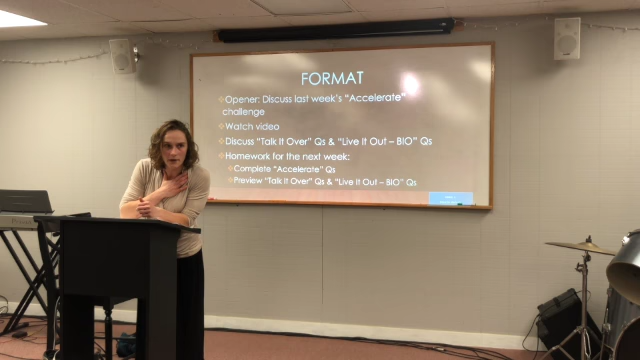 FORMAT
Opener: Discuss last week's "Accelerate"
challenge
Watch video
Discuss "Talk It Over" Qs & "Live It Out – BIO" Qs
Homework for the next week:
Complete "Accelerate" Qs
Preview "Talk It Over" Qs & "Live It Out – BIO" Qs